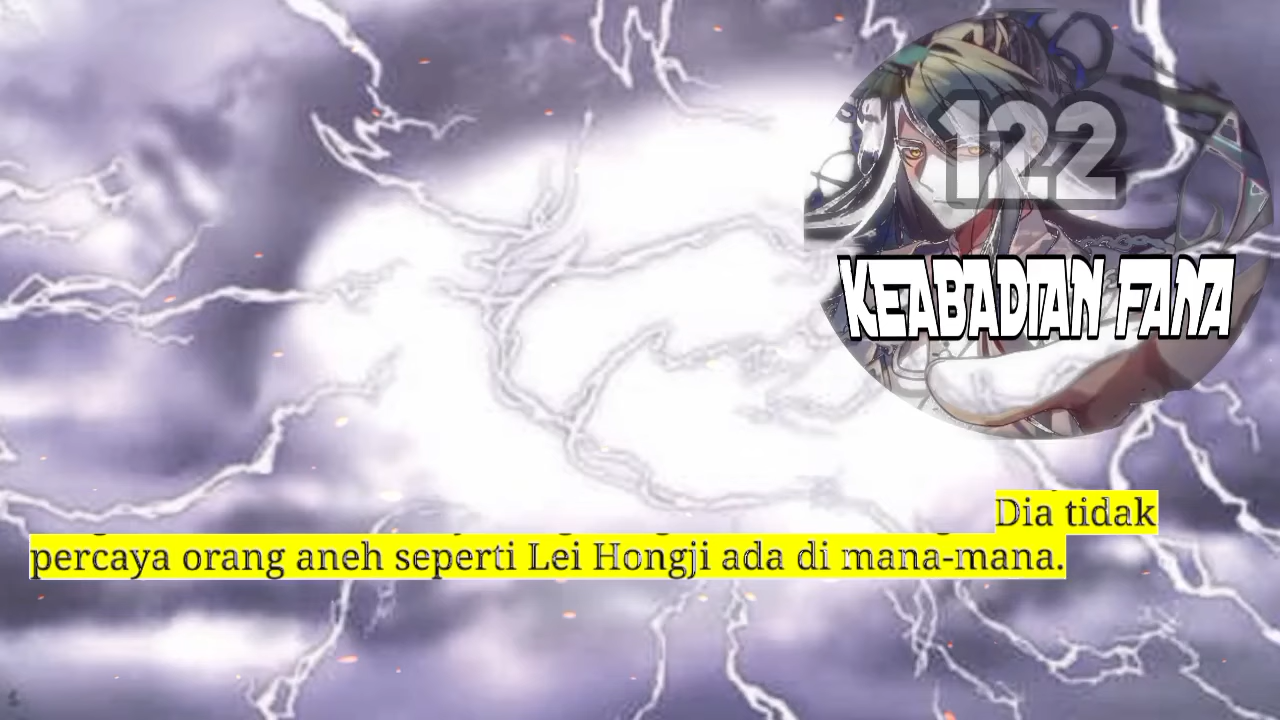 122
KEABADIAN FANA
Dia tidak
percaya orang aneh seperti Lei Hongji ada di mana-mana.